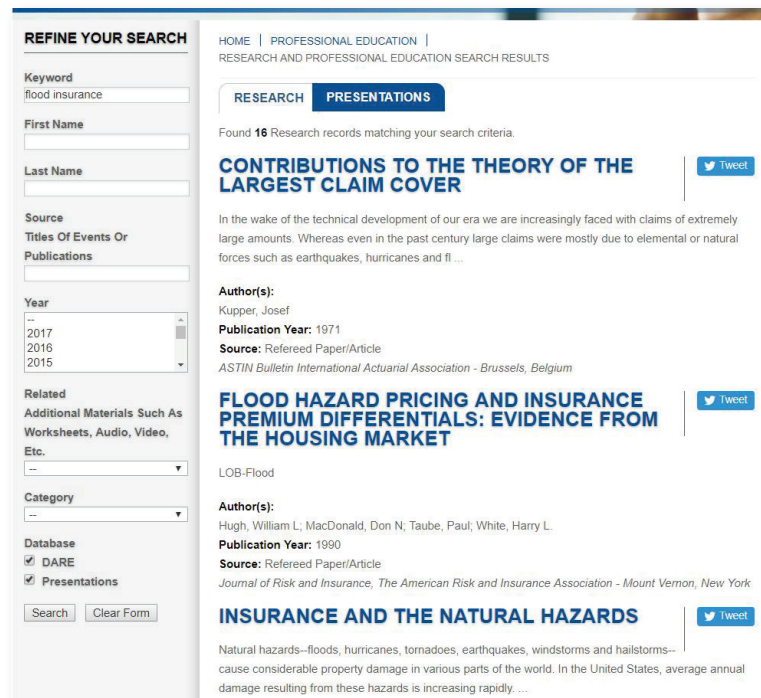 REFINE YOUR SEARCH
Keyword
flood insurance
First Name
Last Name
Source
Titles Of Events Or
Publications
Year
--
2017
2016
2015
Related
Additional Materials Such As
Worksheets, Audio, Video,
Etc.
--
Category
--
Database
DARE
Presentations
Search Clear Form
HOME | PROFESSIONAL EDUCATION |
RESEARCH AND PROFESSIONAL EDUCATION SEARCH RESULTS
RESEARCH PRESENTATIONS
Found 16 Research records matching your search criteria.
CONTRIBUTIONS TO THE THEORY OF THE
LARGEST CLAIM COVER
Tweet
In the wake of the technical development of our era we are increasingly faced with claims of extremely
large amounts. Whereas even in the past century large claims were mostly due to elemental or natural
forces such as earthquakes, hurricanes and fl ...
Author(s):
Kupper, Josef
Publication Year: 1971
Source: Refereed Paper/Article
ASTIN Bulletin International Actuarial Association - Brussels, Belgium
FLOOD HAZARD PRICING AND INSURANCE
PREMIUM DIFFERENTIALS: EVIDENCE FROM
THE HOUSING MARKET
Tweet
LOB-Flood
Author(s):
Hugh, William L; MacDonald, Don N; Taube, Paul; White, Harry L.
Publication Year: 1990
Source: Refereed Paper/Article
Journal of Risk and Insurance, The American Risk and Insurance Association - Mount Vernon, New York
INSURANCE AND THE NATURAL HAZARDS
Tweet
Natural hazards--floods, hurricanes, tornadoes, earthquakes, windstorms and hailstorms--
cause considerable property damage in various parts of the world. In the United States, average annual
damage resulting from these hazards is increasing rapidly. ...